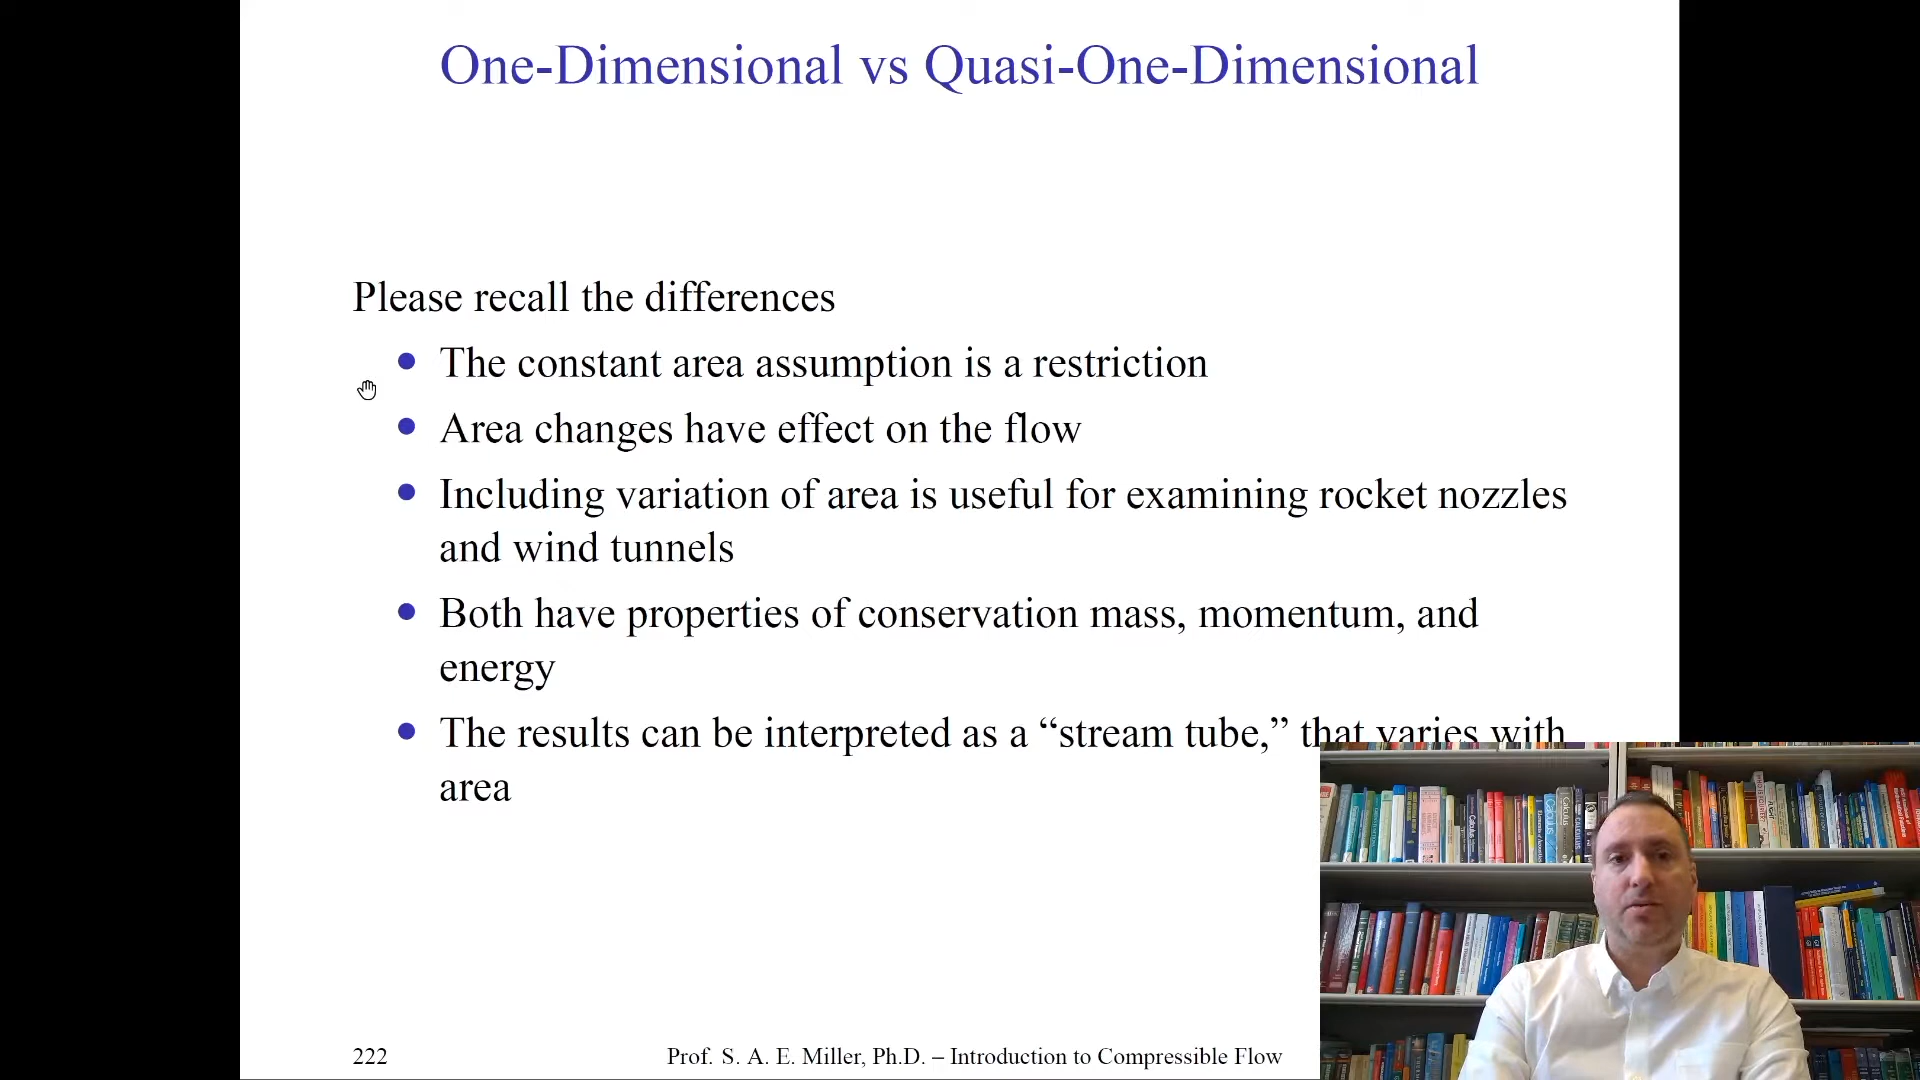 One-Dimensional vs Quasi-One-Dimensional
Please recall the differences
The constant area assumption is a restriction
Area changes have effect on the flow
Including variation of area is useful for examining rocket nozzles
and wind tunnels
Both have properties of conservation mass, momentum, and
energy
The results can be interpreted as a “stream tube,” that varies with
area
222
Prof. S. A. E. Miller, Ph.D. – Introduction to Compressible Flow